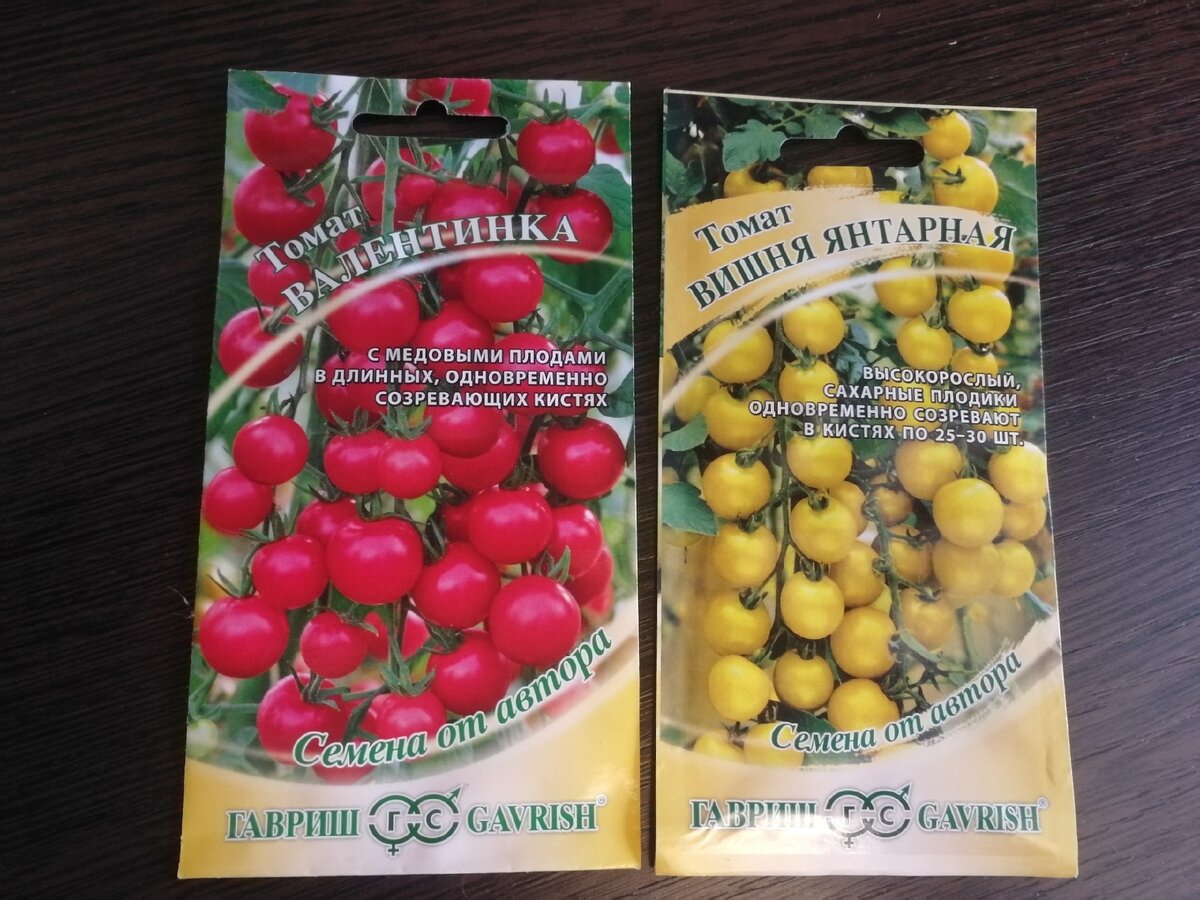 Томат
ВАЛЕНТИНКА
С МЕДОВЫМИ ПЛОДАМИ
В ДЛИННЫХ, ОДНОВРЕМЕННО
СОЗРЕВАЮЩИХ КИСТЯХ
Семена от автора
ГАВРИШ ГС GAVRISH®
Томат
ВИШНЯ ЯНТАРНАЯ
ВЫСОКОРОСЛЫЙ,
САХАРНЫЕ ПЛОДИКИ
ОДНОВРЕМЕННО СОЗРЕВАЮТ
В КИСТЯХ ПО 25–30 ШТ.
Семена от автора
ГАВРИШ ГС GAVRISH®